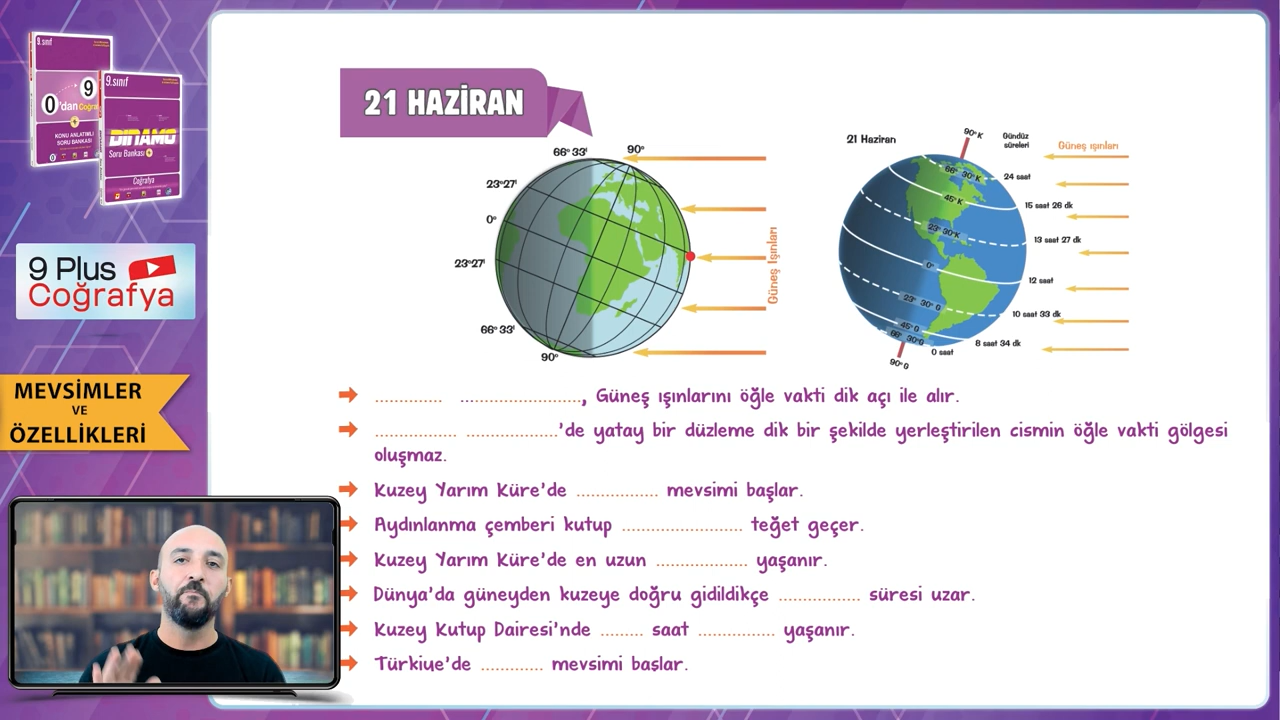 9.sınıf
0'dan
9
Coğra
KONU ANLATIMLI
SORU BANKASI
9.sınıf
DINAMO
Soru Bankası
Coğrafya
9 Plus
Coğrafya
MEVSİMLER
VE
ÖZELLİKLERİ
21 HAZİRAN
66° 33'
90°
23°27'
0°
23°27'
66° 33'
90°
Güneş Işınları
21 Haziran
90° K
Gündüz süreleri
Güneş ışınları
66° 30' K
24 saat
45° K
15 saat 26 dk
23° 30' K
13 saat 27 dk
0°
12 saat
23° 30' G
10 saat 33 dk
45° G
8 saat 34 dk
66° 30' G
0 saat
90° G
.............. ........................., Güneş ışınlarını öğle vakti dik açı ile alır.
................. ...................'de yatay bir düzleme dik bir şekilde yerleştirilen cismin öğle vakti gölgesi
oluşmaz.
Kuzey Yarım Küre'de ................. mevsimi başlar.
Aydınlanma çemberi kutup ......................... teğet geçer.
Kuzey Yarım Küre'de en uzun ................... yaşanır.
Dünya'da güneyden kuzeye doğru gidildikçe ................. süresi uzar.
Kuzey Kutup Dairesi'nde ......... saat ................ yaşanır.
Türkiye'de ............. mevsimi başlar.